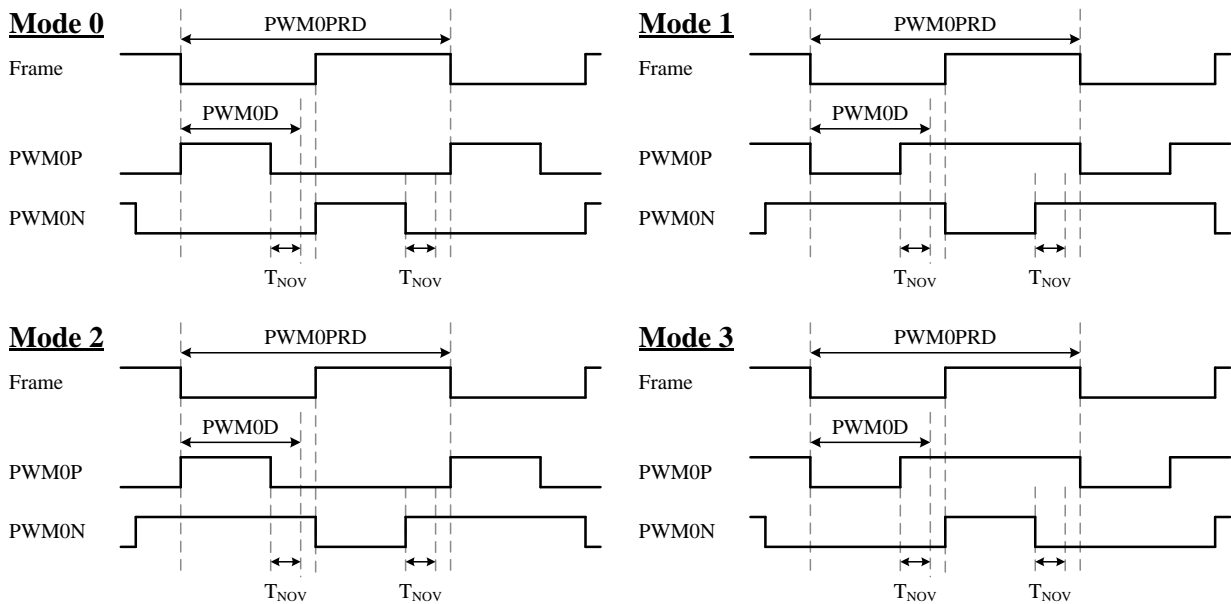 Mode 0
PWM0PRD
Frame
PWM0D
PWM0P
PWM0N
TNOV
TNOV
Mode 1
PWM0PRD
Frame
PWM0D
PWM0P
PWM0N
TNOV
TNOV
Mode 2
PWM0PRD
Frame
PWM0D
PWM0P
PWM0N
TNOV
TNOV
Mode 3
PWM0PRD
Frame
PWM0D
PWM0P
PWM0N
TNOV
TNOV